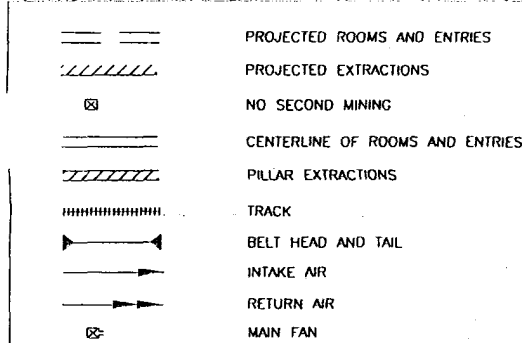 PROJECTED ROOMS AND ENTRIES
PROJECTED EXTRACTIONS
NO SECOND MINING
CENTERLINE OF ROOMS AND ENTRIES
PILLAR EXTRACTIONS
TRACK
BELT HEAD AND TAIL
INTAKE AIR
RETURN AIR
MAIN FAN